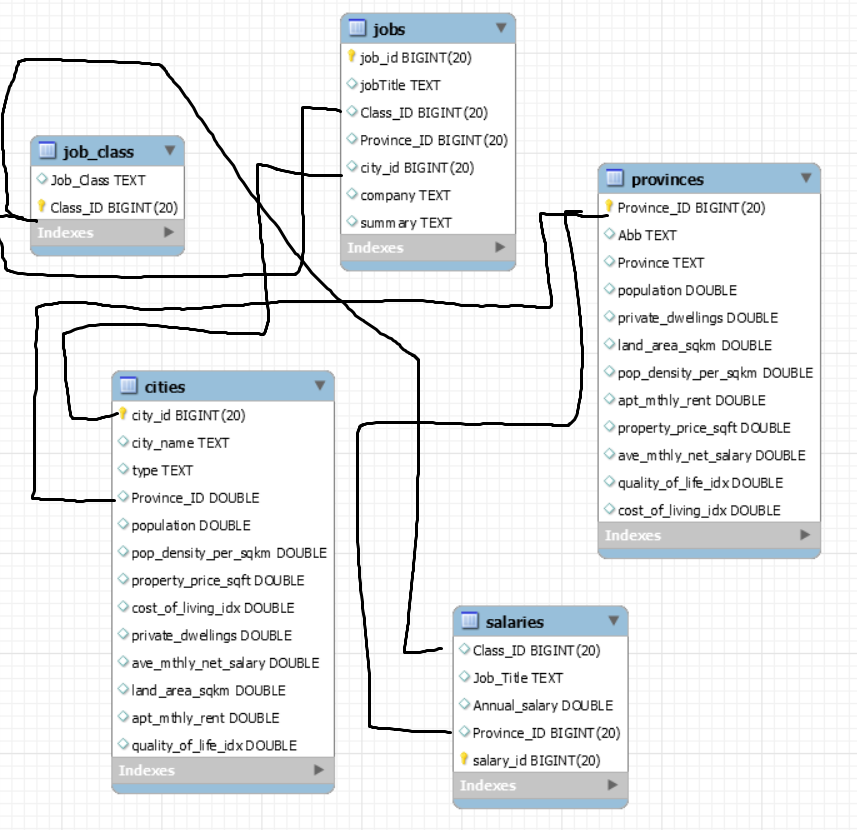 jobs
job_id BIGINT(20)
jobTitle TEXT
Class_ID BIGINT(20)
Province_ID BIGINT(20)
city_id BIGINT(20)
company TEXT
summary TEXT
Indexes
job_class
Job_Class TEXT
Class_ID BIGINT(20)
Indexes
provinces
Province_ID BIGINT(20)
Abb TEXT
Province TEXT
population DOUBLE
private_dwellings DOUBLE
land_area_sqkm DOUBLE
pop_density_per_sqkm DOUBLE
apt_mthly_rent DOUBLE
property_price_sqft DOUBLE
ave_mthly_net_salary DOUBLE
quality_of_life_idx DOUBLE
cost_of_living_idx DOUBLE
Indexes
cities
city_id BIGINT(20)
city_name TEXT
type TEXT
Province_ID DOUBLE
population DOUBLE
pop_density_per_sqkm DOUBLE
property_price_sqft DOUBLE
cost_of_living_idx DOUBLE
private_dwellings DOUBLE
ave_mthly_net_salary DOUBLE
land_area_sqkm DOUBLE
apt_mthly_rent DOUBLE
quality_of_life_idx DOUBLE
Indexes
salaries
Class_ID BIGINT(20)
Job_Title TEXT
Annual_salary DOUBLE
Province_ID BIGINT(20)
salary_id BIGINT(20)
Indexes